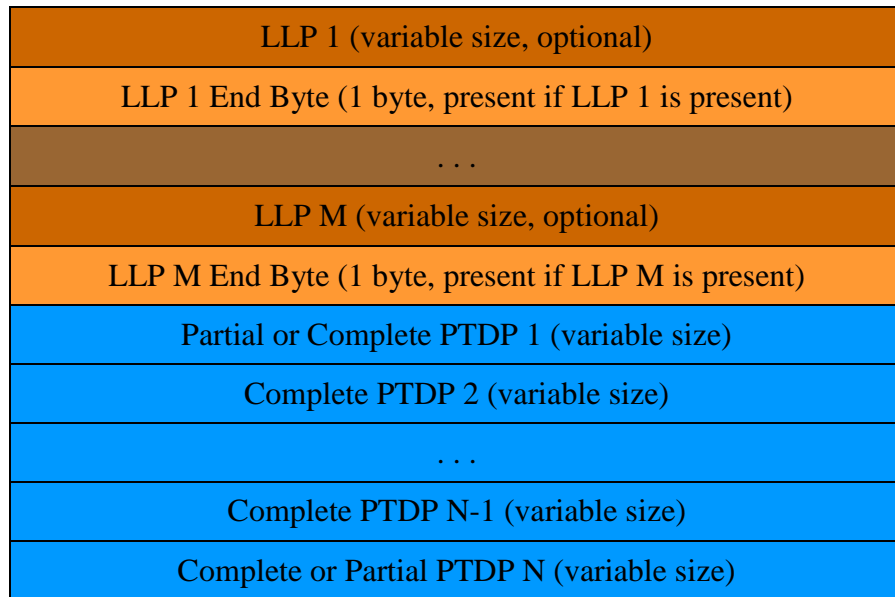 LLP 1 (variable size, optional)
LLP 1 End Byte (1 byte, present if LLP 1 is present)
. . .
LLP M (variable size, optional)
LLP M End Byte (1 byte, present if LLP M is present)
Partial or Complete PTDP 1 (variable size)
Complete PTDP 2 (variable size)
. . .
Complete PTDP N-1 (variable size)
Complete or Partial PTDP N (variable size)